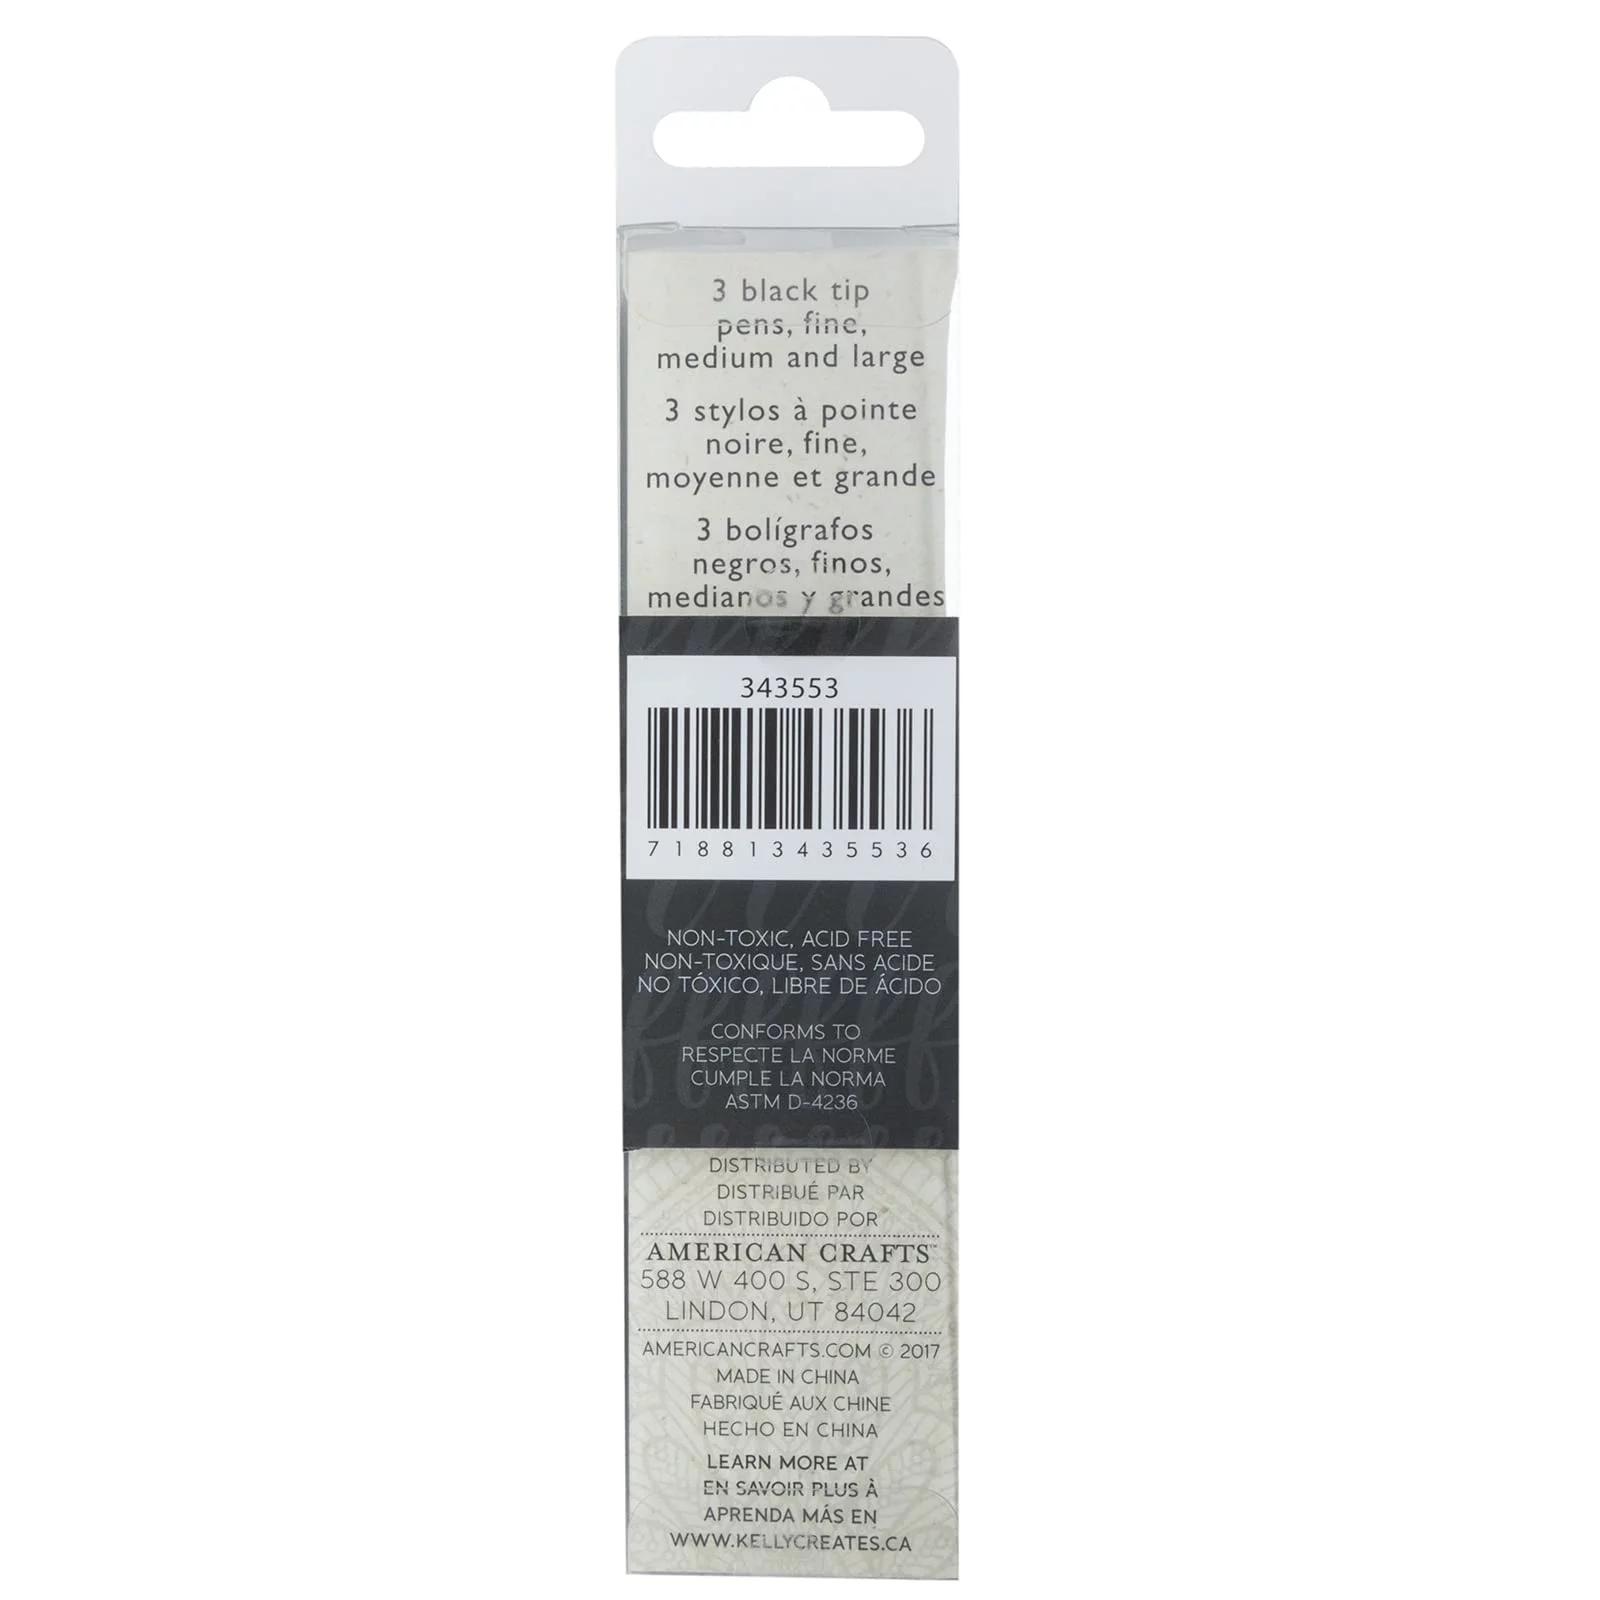 3 black tip
pens, fine,
medium and large
3 stylos à pointe
noire, fine,
moyenne et grande
3 bolígrafos
negros, finos,
medianos y grandes
343553
718813435536
NON-TOXIC, ACID FREE
NON-TOXIQUE, SANS ACIDE
NO TÓXICO, LIBRE DE ÁCIDO
CONFORMS TO
RESPECTE LA NORME
CUMPLE LA NORMA
ASTM D-4236
DISTRIBUTED BY
DISTRIBUÉ PAR
DISTRIBUIDO POR
AMERICAN CRAFTS™
588 W 400 S, STE 300
LINDON, UT 84042
AMERICANCRAFTS.COM © 2017
MADE IN CHINA
FABRIQUÉ AUX CHINE
HECHO EN CHINA
LEARN MORE AT
EN SAVOIR PLUS À
APRENDA MÁS EN
WWW.KELLYCREATES.CA